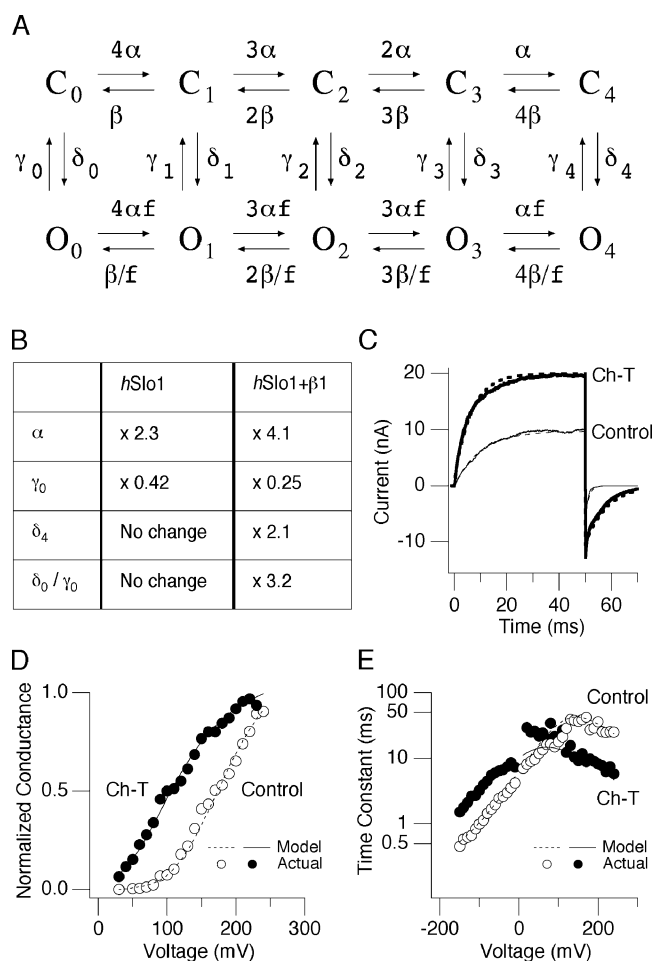 A
4α 3α 2α α
C0 C1 C2 C3 C4
β 2β 3β 4β
γ0 δ0 γ1 δ1 γ2 δ2 γ3 δ3 γ4 δ4
4αf 3αf 3αf αf
O0 O1 O2 O3 O4
β/f 2β/f 3β/f 4β/f
B
hSlo1 hSlo1+β1
α x 2.3 x 4.1
γ0 x 0.42 x 0.25
δ4 No change x 2.1
δ0 / γ0 No change x 3.2
C
20
10
0
-10
Current (nA)
Ch-T
Control
0 20 40 60
Time (ms)
D
1.0
0.5
0.0
Normalized Conductance
Ch-T
Control
Model
Actual
0 100 200 300
Voltage (mV)
E
100
50
10
1
0.5
Time Constant (ms)
Control
Ch-T
Model
Actual
-200 0 200
Voltage (mV)